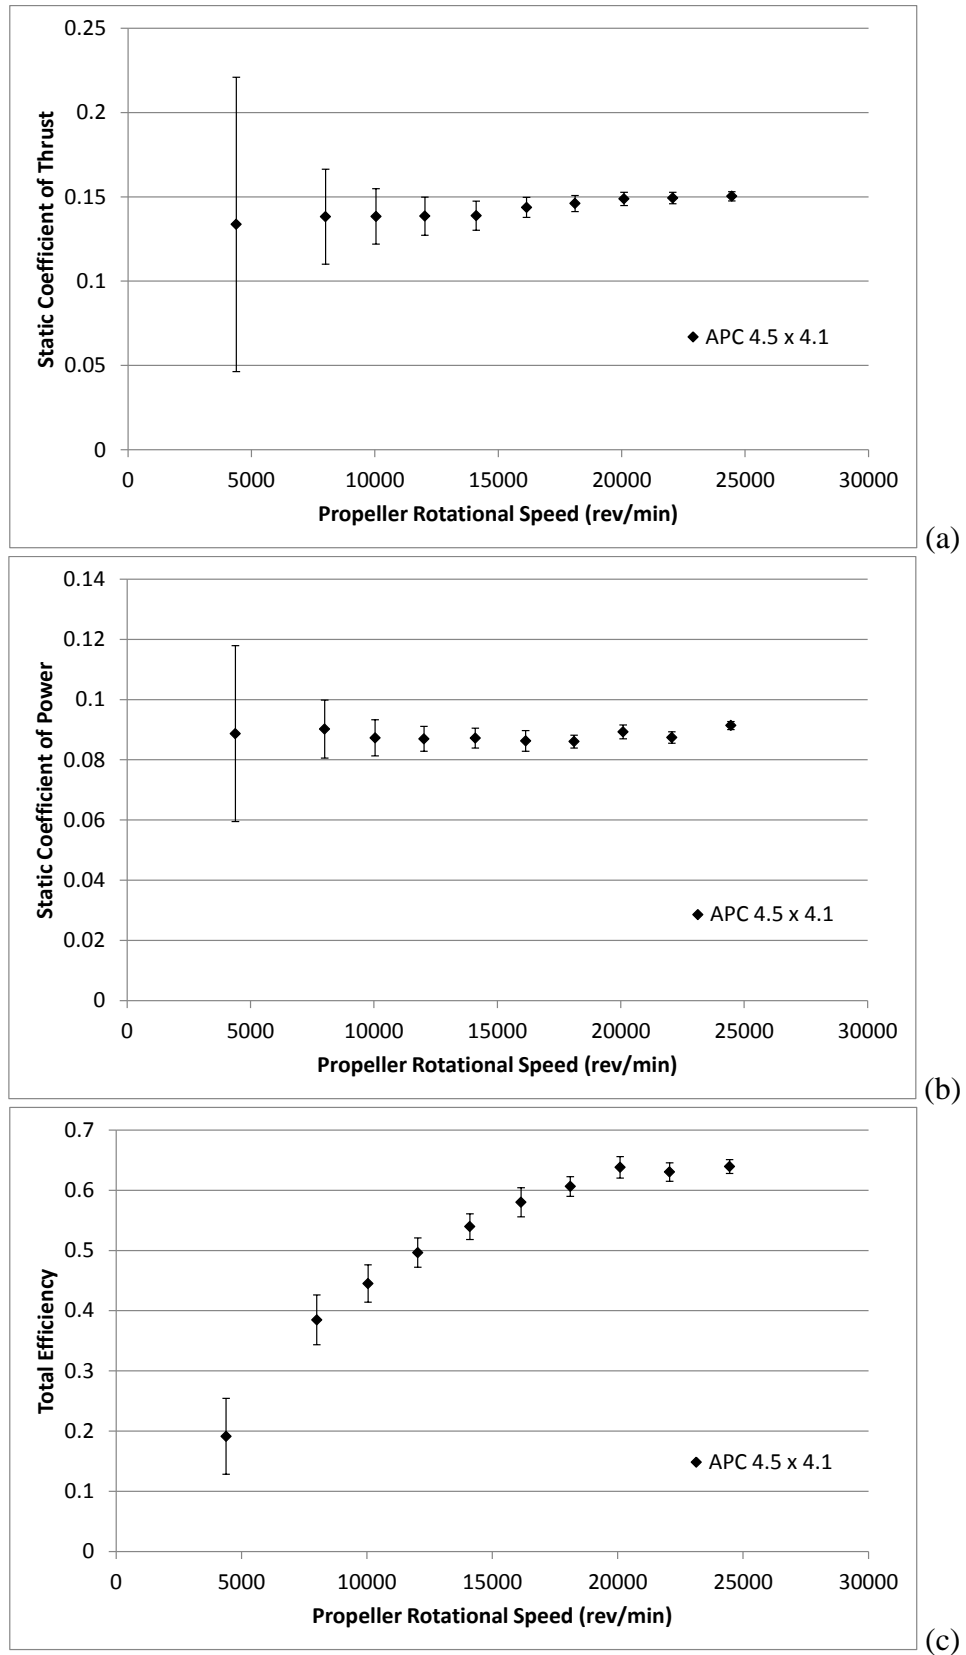 0.25
0.2
0.15
0.1
0.05
0
Static Coefficient of Thrust
APC 4.5 x 4.1
0 5000 10000 15000 20000 25000 30000
Propeller Rotational Speed (rev/min)
(a)
0.14
0.12
0.1
0.08
0.06
0.04
0.02
0
Static Coefficient of Power
APC 4.5 x 4.1
0 5000 10000 15000 20000 25000 30000
Propeller Rotational Speed (rev/min)
(b)
0.7
0.6
0.5
0.4
0.3
0.2
0.1
0
Total Efficiency
APC 4.5 x 4.1
0 5000 10000 15000 20000 25000 30000
Propeller Rotational Speed (rev/min)
(c)